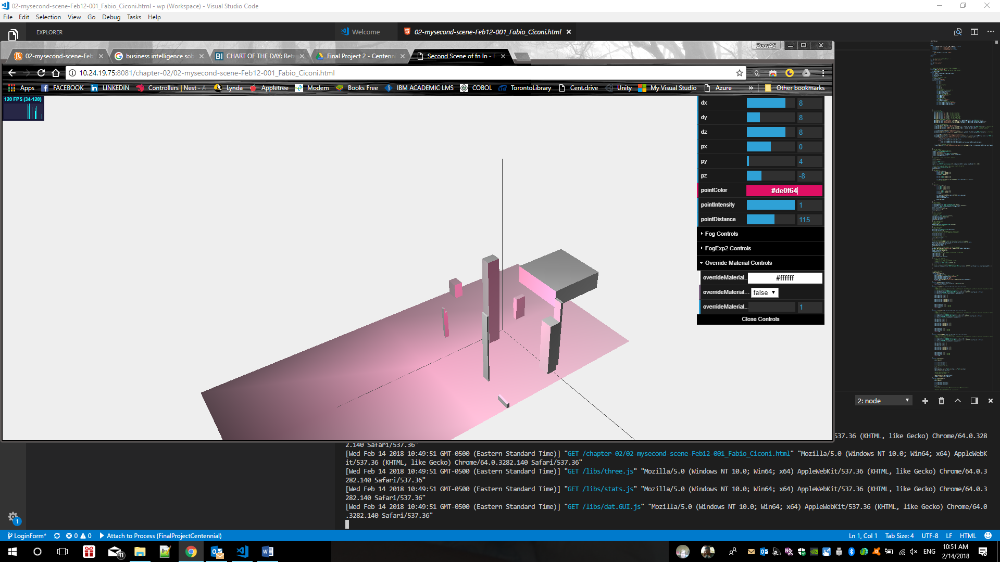 02-mysecond-scene-Feb12-001_Fabio_Ciconi.html - wp (Workspace) - Visual Studio Code
File Edit Selection View Go Debug Tasks Help
EXPLORER
Welcome
02-mysecond-scene-Feb12-001_Fabio_Ciconi.html
ZeusAC
02-mysecond-scene-Feb
business intelligence sob
BI CHART OF THE DAY: Reta
Final Project 2 - Centenn
Second Scene of fn ln - F
10.24.19.75:8081/chapter-02/02-mysecond-scene-Feb12-001_Fabio_Ciconi.html
Apps FACEBOOK LINKEDIN Controllers | Nest - A Lynda Appletree Modem Books Free IBM ACADEMIC LMS COBOL TorontoLibrary Cent.drive Unity My Visual Studio Azure » Other bookmarks
120 FPS (34-120)
dx 8
dy 8
dz 8
px 0
py 4
pz -8
pointColor #de0f64
pointIntensity 1
pointDistance 115
Fog Controls
FogExp2 Controls
Override Material Controls
overrideMaterial... #ffffff
overrideMaterial... false
overrideMaterial... 1
Close Controls
2: node
537.36 (KHTML, like Gecko) Chrome/64.0.328
2.140 Safari/537.36"
[Wed Feb 14 2018 10:49:51 GMT-0500 (Eastern Standard Time)] "GET /chapter-02/02-mysecond-scene-Feb12-001_Fabio_Ciconi.html" "Mozilla/5.0 (Windows NT 10.0; Win64; x64) AppleWebK
it/537.36 (KHTML, like Gecko) Chrome/64.0.3282.140 Safari/537.36"
[Wed Feb 14 2018 10:49:51 GMT-0500 (Eastern Standard Time)] "GET /libs/three.js" "Mozilla/5.0 (Windows NT 10.0; Win64; x64) AppleWebKit/537.36 (KHTML, like Gecko) Chrome/64.0.3
282.140 Safari/537.36"
[Wed Feb 14 2018 10:49:51 GMT-0500 (Eastern Standard Time)] "GET /libs/stats.js" "Mozilla/5.0 (Windows NT 10.0; Win64; x64) AppleWebKit/537.36 (KHTML, like Gecko) Chrome/64.0.3
282.140 Safari/537.36"
[Wed Feb 14 2018 10:49:51 GMT-0500 (Eastern Standard Time)] "GET /libs/dat.GUI.js" "Mozilla/5.0 (Windows NT 10.0; Win64; x64) AppleWebKit/537.36 (KHTML, like Gecko) Chrome/64.0
.3282.140 Safari/537.36"
1
LoginForm* 0 0 Attach to Process (FinalProjectCentennial) Ln 1, Col 1 Tab Size: 4 UTF-8 LF HTML
11
ENG
10:51 AM
2/14/2018